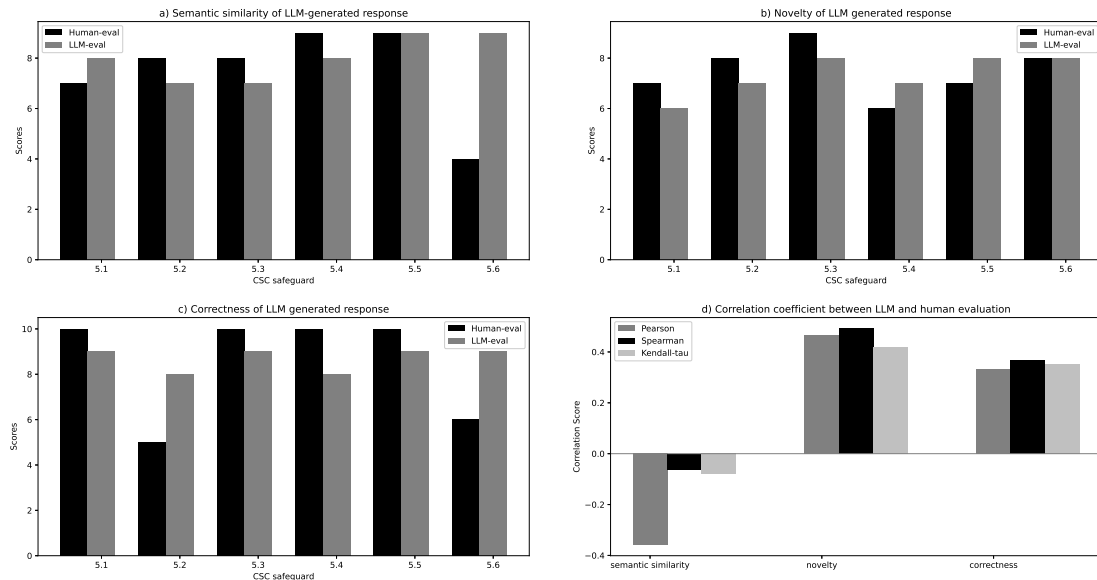 a) Semantic similarity of LLM-generated response
Human-eval
LLM-eval
Scores
8
6
4
2
0
5.1 5.2 5.3 5.4 5.5 5.6
CSC safeguard
b) Novelty of LLM generated response
Human-eval
LLM-eval
Scores
8
6
4
2
0
5.1 5.2 5.3 5.4 5.5 5.6
CSC safeguard
c) Correctness of LLM generated response
Human-eval
LLM-eval
Scores
10
8
6
4
2
0
5.1 5.2 5.3 5.4 5.5 5.6
CSC safeguard
d) Correlation coefficient between LLM and human evaluation
Pearson
Spearman
Kendall-tau
Correlation Score
0.4
0.2
0.0
−0.2
−0.4
semantic similarity novelty correctness